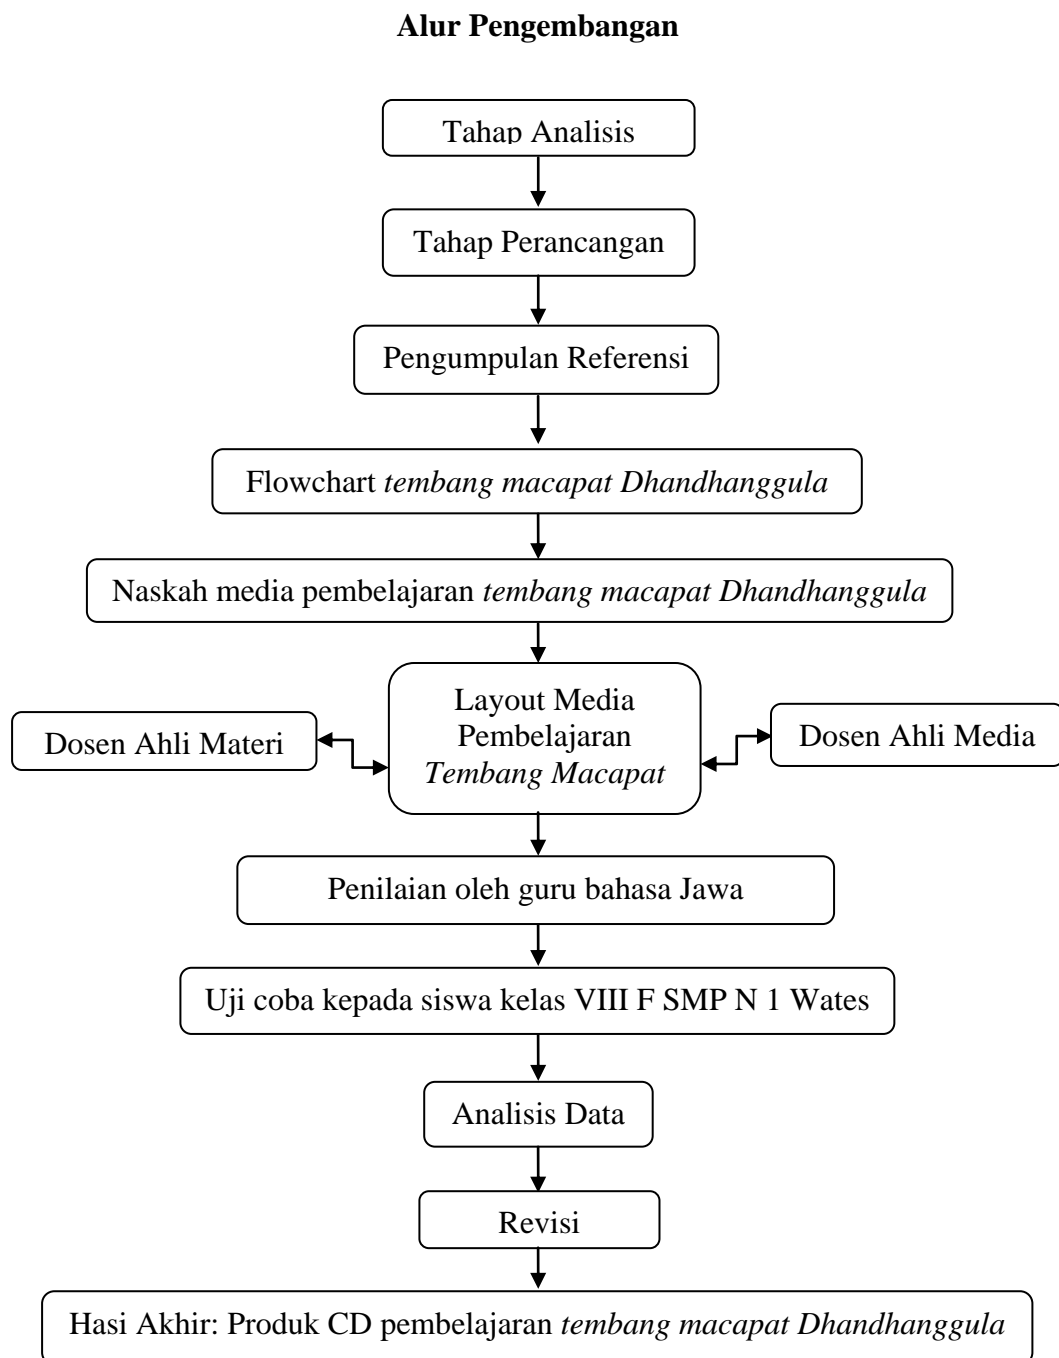 Alur Pengembangan
Tahap Analisis
Tahap Perancangan
Pengumpulan Referensi
Flowchart tembang macapat Dhandhanggula
Naskah media pembelajaran tembang macapat Dhandhanggula
Layout Media
Pembelajaran
Tembang Macapat
Dosen Ahli Materi
Dosen Ahli Media
Penilaian oleh guru bahasa Jawa
Uji coba kepada siswa kelas VIII F SMP N 1 Wates
Analisis Data
Revisi
Hasi Akhir: Produk CD pembelajaran tembang macapat Dhandhanggula